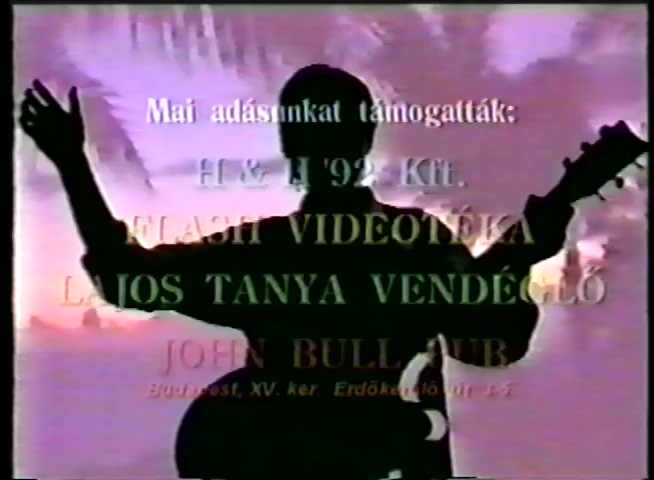 Mai adásunkat támogatták:
H & H '92 Kft.
FLASH VIDEOTÉKA
LAJOS TANYA VENDÉGLŐ
JOHN BULL PUB
Budapest, XV. ker